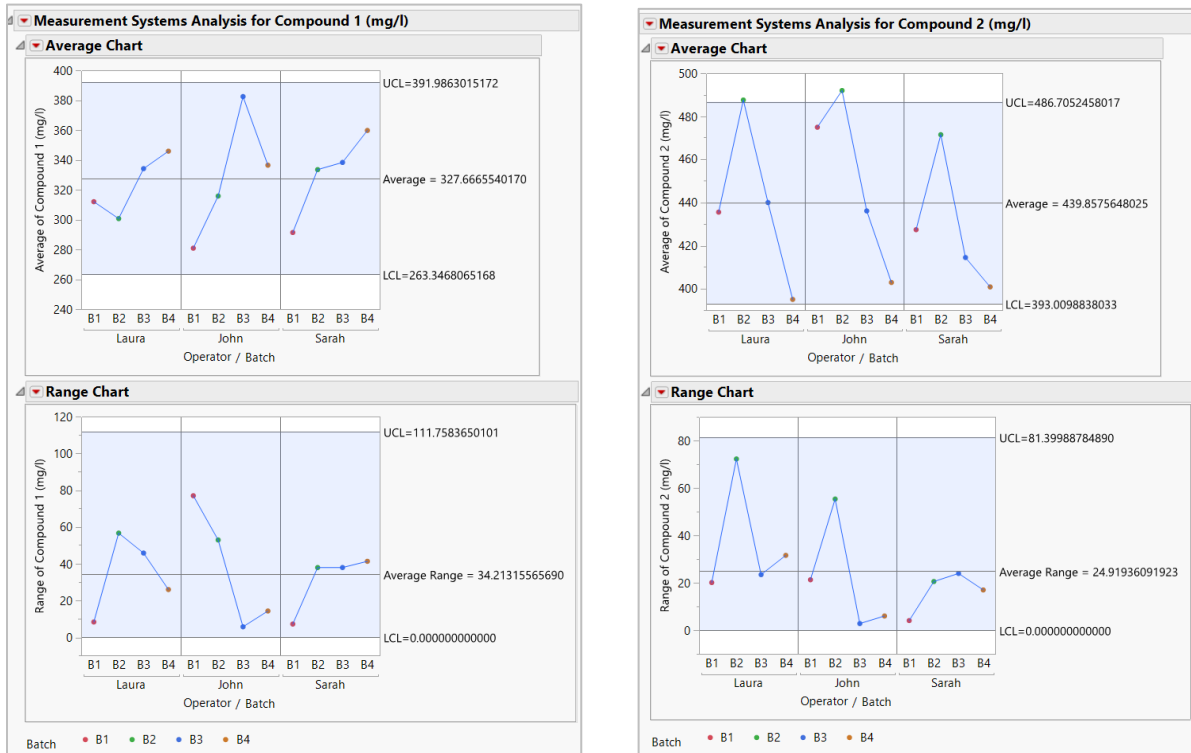 Measurement Systems Analysis for Compound 1 (mg/l)
Average Chart
Average of Compound 1 (mg/l)
400
380
360
340
320
300
280
260
240
UCL=391.9863015172
Average = 327.6665540170
LCL=263.3468065168
B1 B2 B3 B4 B1 B2 B3 B4 B1 B2 B3 B4
Laura John Sarah
Operator / Batch
Range Chart
Range of Compound 1 (mg/l)
120
100
80
60
40
20
0
UCL=111.7583650101
Average Range = 34.21315565690
LCL=0.000000000000
B1 B2 B3 B4 B1 B2 B3 B4 B1 B2 B3 B4
Laura John Sarah
Operator / Batch
Batch B1 B2 B3 B4
Measurement Systems Analysis for Compound 2 (mg/l)
Average Chart
Average of Compound 2 (mg/l)
500
480
460
440
420
400
UCL=486.7052458017
Average = 439.8575648025
LCL=393.0098838033
B1 B2 B3 B4 B1 B2 B3 B4 B1 B2 B3 B4
Laura John Sarah
Operator / Batch
Range Chart
Range of Compound 2 (mg/l)
80
60
40
20
0
UCL=81.39988784890
Average Range = 24.91936091923
LCL=0.000000000000
B1 B2 B3 B4 B1 B2 B3 B4 B1 B2 B3 B4
Laura John Sarah
Operator / Batch
Batch B1 B2 B3 B4